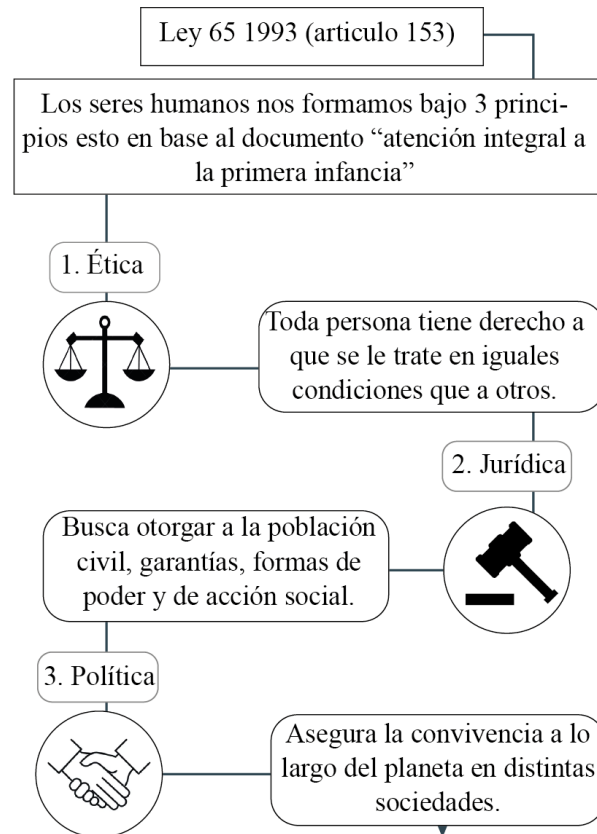 Ley 65 1993 (articulo 153)
Los seres humanos nos formamos bajo 3 princi-
pios esto en base al documento “atención integral a
la primera infancia”
1. Ética
Toda persona tiene derecho a
que se le trate en iguales
condiciones que a otros.
2. Jurídica
Busca otorgar a la población
civil, garantías, formas de
poder y de acción social.
3. Política
Asegura la convivencia a lo
largo del planeta en distintas
sociedades.